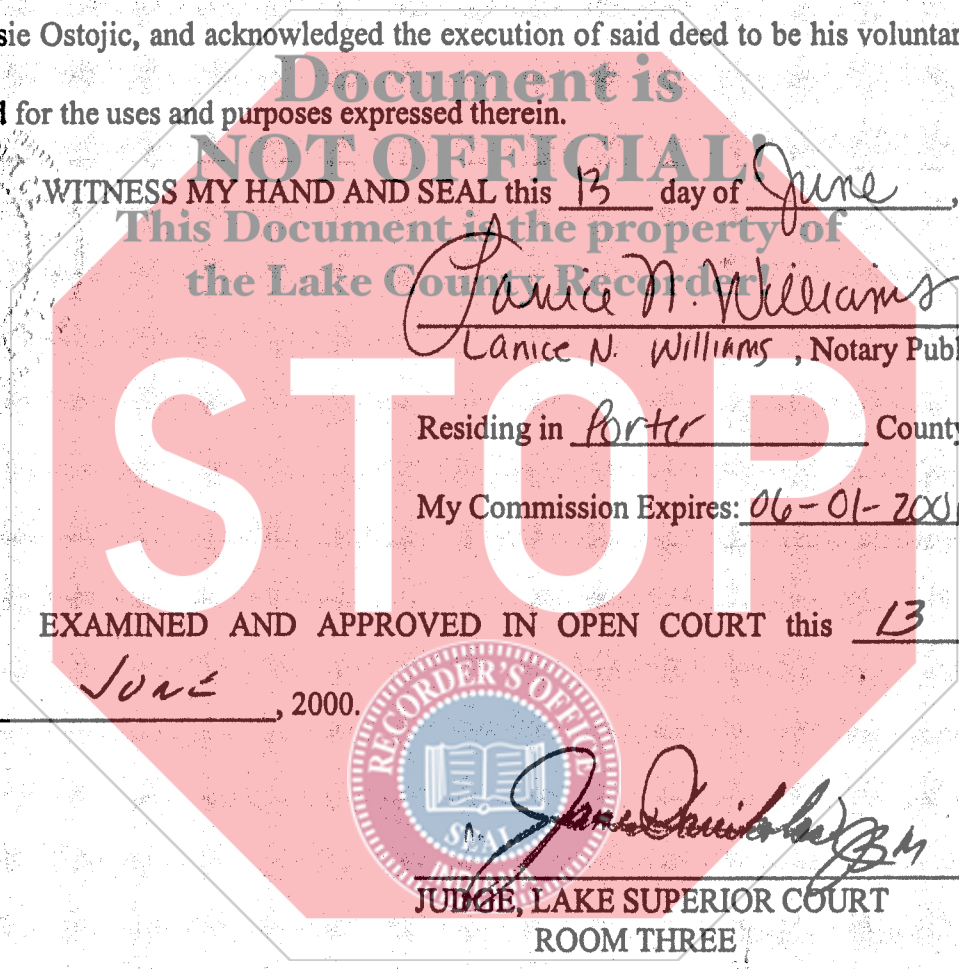 sie Ostojic, and acknowledged the execution of said deed to be his voluntar
Document is
d for the uses and purposes expressed therein.
NOT OFFICIAL!
WITNESS MY HAND AND SEAL this 13 day of June,
This Document is the property of
the Lake County Recorder!
Lanice N. Williams
Lanice N. Williams, Notary Publ
STOP
Residing in Porter County
My Commission Expires: 06-01-2001
EXAMINED AND APPROVED IN OPEN COURT this 13
June, 2000.
RECORDER'S OFFICE
SEAL
INDIANA
JUDGE, LAKE SUPERIOR COURT
ROOM THREE